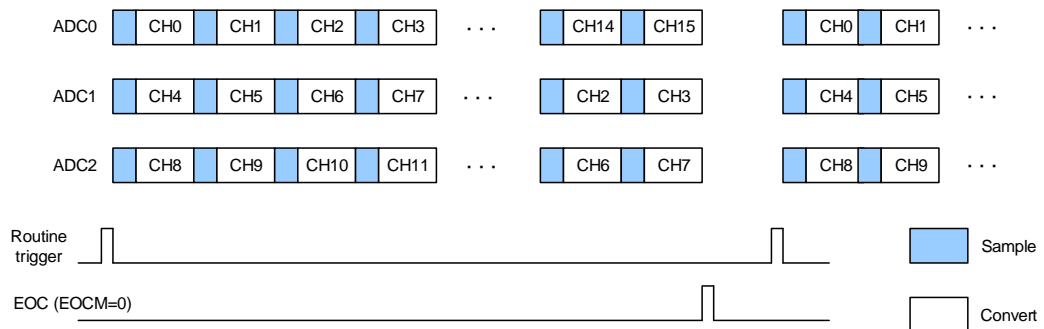 ADC0 CH0 CH1 CH2 CH3 ... CH14 CH15 CH0 CH1 ...
ADC1 CH4 CH5 CH6 CH7 ... CH2 CH3 CH4 CH5 ...
ADC2 CH8 CH9 CH10 CH11 ... CH6 CH7 CH8 CH9 ...
Routine
trigger
Sample
EOC (EOCM=0)
Convert